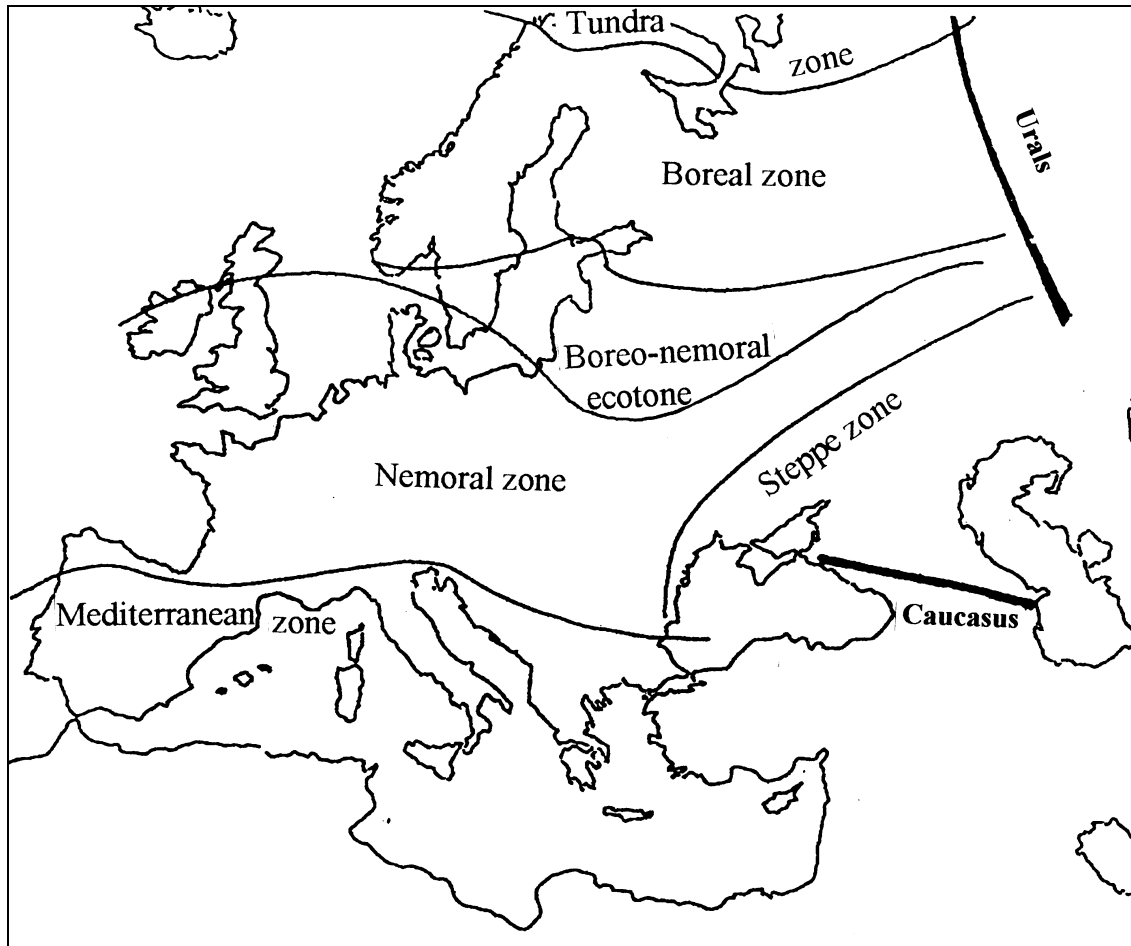 Tundra
zone
Urals
Boreal zone
Boreo-nemoral
ecotone
Steppe zone
Nemoral zone
Mediterranean zone
Caucasus